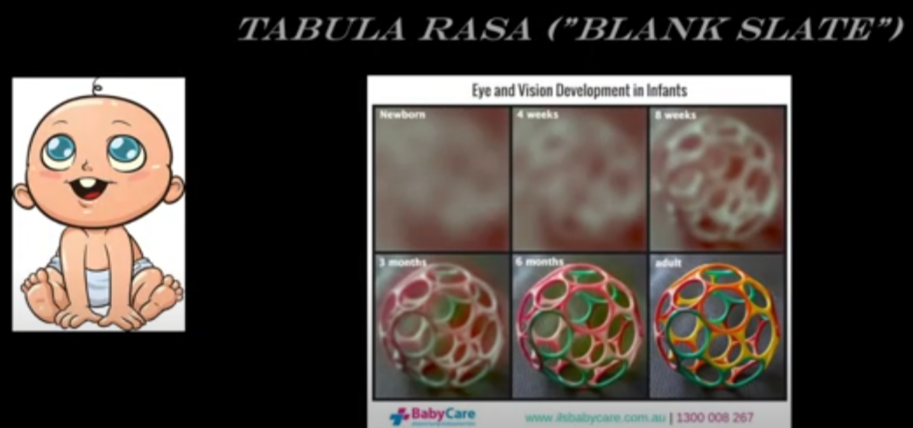 TABULA RASA ("BLANK SLATE")
Eye and Vision Development in Infants
Newborn
4 weeks
8 weeks
3 months
6 months
adult
BabyCare
www.ilsbabycare.com.au | 1300 008 267